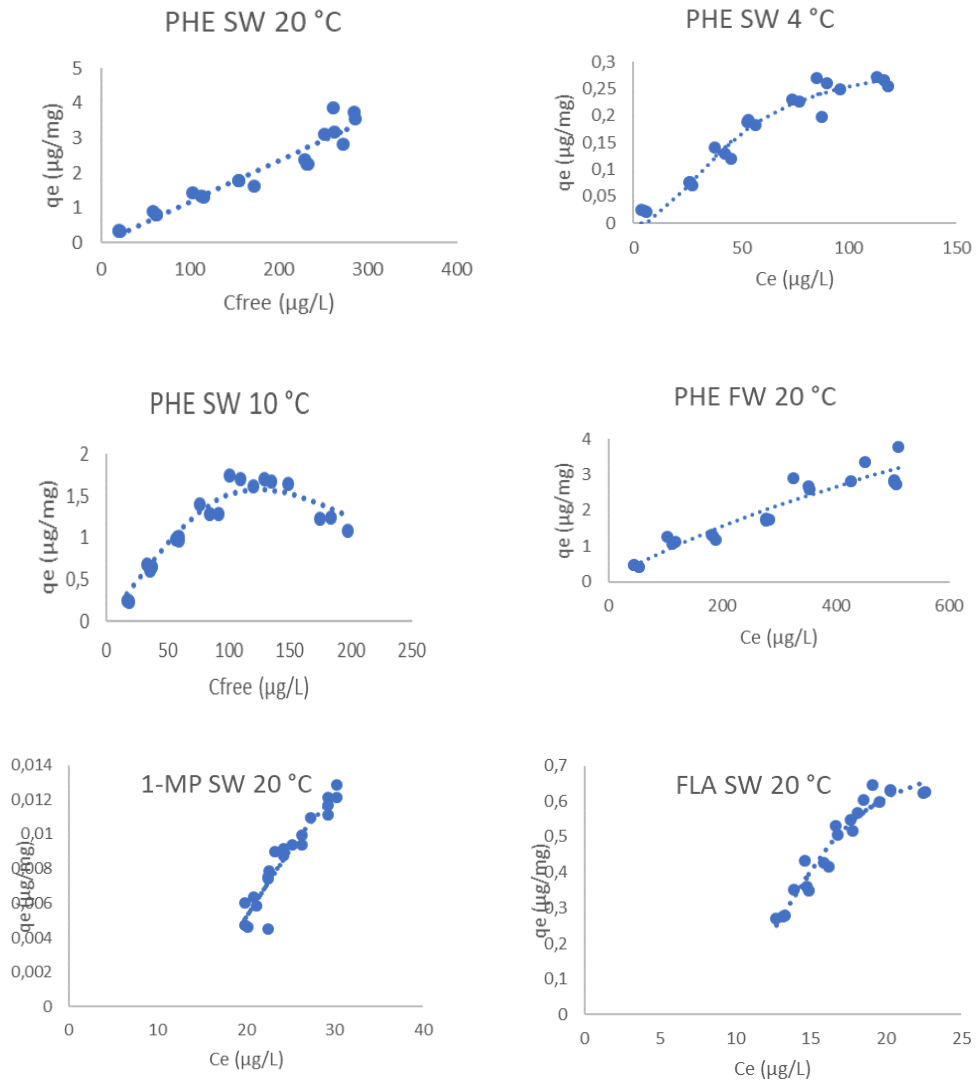 PHE SW 20 °C
qe (µg/mg)
5
4
3
2
1
0
0 100 200 300 400
Cfree (µg/L)
PHE SW 4 °C
qe (µg/mg)
0,3
0,25
0,2
0,15
0,1
0,05
0
0 50 100 150
Ce (µg/L)
PHE SW 10 °C
qe (µg/mg)
2
1,5
1
0,5
0
0 50 100 150 200 250
Cfree (µg/L)
PHE FW 20 °C
qe (µg/mg)
4
3
2
1
0
0 200 400 600
Ce (µg/L)
1-MP SW 20 °C
qe (µg/mg)
0,014
0,012
0,01
0,008
0,006
0,004
0,002
0
0 10 20 30 40
Ce (µg/L)
FLA SW 20 °C
qe (µg/mg)
0,7
0,6
0,5
0,4
0,3
0,2
0,1
0
0 5 10 15 20 25
Ce (µg/L)